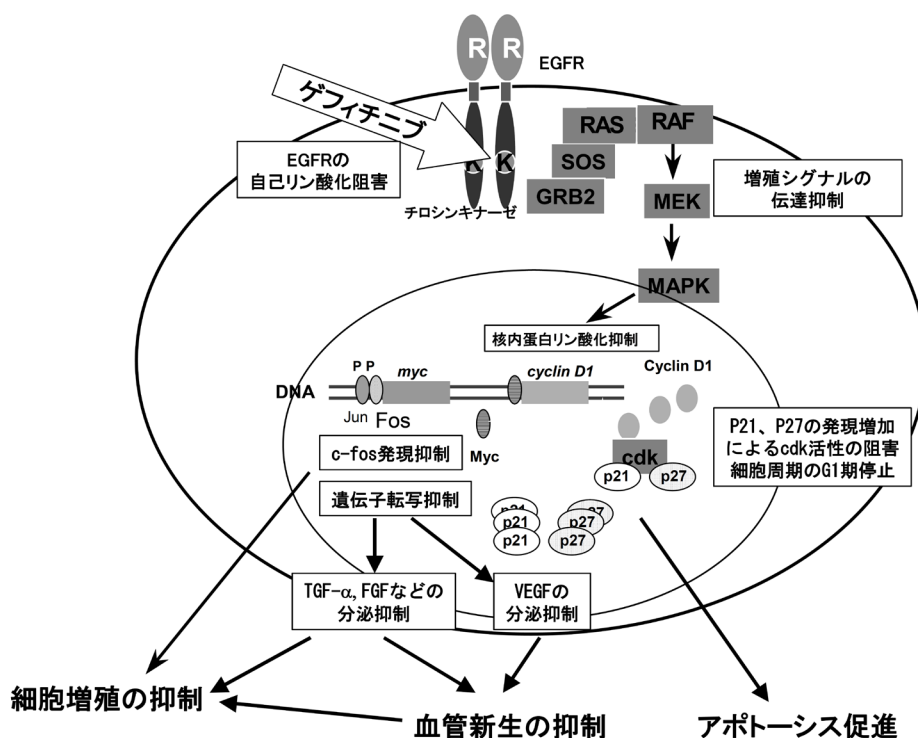 R R
EGFR
ゲフィチニブ
RAS
RAF
EGFRの
自己リン酸化阻害
K K
SOS
増殖シグナルの
伝達抑制
GRB2
MEK
チロシンキナーゼ
MAPK
核内蛋白リン酸化抑制
P P
myc
cyclin D1
Cyclin D1
DNA
Jun
Fos
Myc
c-fos発現抑制
cdk
P21、P27の発現増加
によるcdk活性の阻害
細胞周期のG1期停止
p21
p27
遺伝子転写抑制
p21
p21
p21
p27
p27
p27
TGF-α, FGFなどの
分泌抑制
VEGFの
分泌抑制
細胞増殖の抑制
血管新生の抑制
アポトーシス促進